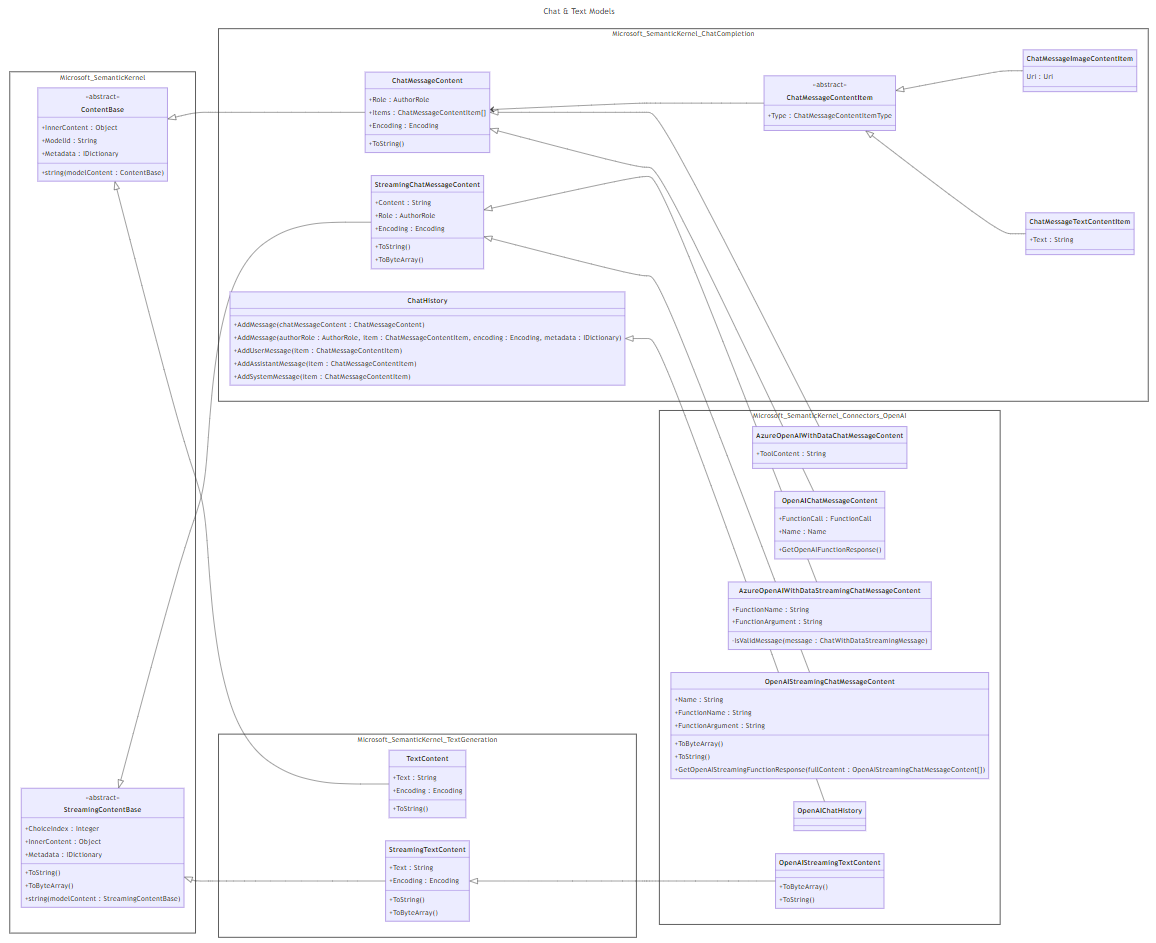 Chat & Text Models
Microsoft_SemanticKernel
«abstract»
ContentBase
+InnerContent : Object
+ModelId : String
+Metadata : IDictionary
+string(modelContent : ContentBase)
«abstract»
StreamingContentBase
+ChoiceIndex : Integer
+InnerContent : Object
+Metadata : IDictionary
+ToString()
+ToByteArray()
+string(modelContent : StreamingContentBase)
Microsoft_SemanticKernel_ChatCompletion
ChatMessageContent
+Role : AuthorRole
+Items : ChatMessageContentItem[]
+Encoding : Encoding
+ToString()
StreamingChatMessageContent
+Content : String
+Role : AuthorRole
+Encoding : Encoding
+ToString()
+ToByteArray()
ChatHistory
+AddMessage(chatMessageContent : ChatMessageContent)
+AddMessage(authorRole : AuthorRole, item : ChatMessageContentItem, encoding : Encoding, metadata : IDictionary)
+AddUserMessage(item : ChatMessageContentItem)
+AddAssistantMessage(item : ChatMessageContentItem)
+AddSystemMessage(item : ChatMessageContentItem)
«abstract»
ChatMessageContentItem
+Type : ChatMessageContentItemType
ChatMessageImageContentItem
Uri : Uri
ChatMessageTextContentItem
+Text : String
Microsoft_SemanticKernel_Connectors_OpenAI
AzureOpenAIWithDataChatMessageContent
+ToolContent : String
OpenAIChatMessageContent
+FunctionCall : FunctionCall
+Name : Name
+GetOpenAIFunctionResponse()
AzureOpenAIWithDataStreamingChatMessageContent
+FunctionName : String
+FunctionArgument : String
-IsValidMessage(message : ChatWithDataStreamingMessage)
OpenAIStreamingChatMessageContent
+Name : String
+FunctionName : String
+FunctionArgument : String
+ToByteArray()
+ToString()
+GetOpenAIStreamingFunctionResponse(fullContent : OpenAIStreamingChatMessageContent[])
OpenAIChatHistory
OpenAIStreamingTextContent
+ToByteArray()
+ToString()
Microsoft_SemanticKernel_TextGeneration
TextContent
+Text : String
+Encoding : Encoding
+ToString()
StreamingTextContent
+Text : String
+Encoding : Encoding
+ToString()
+ToByteArray()